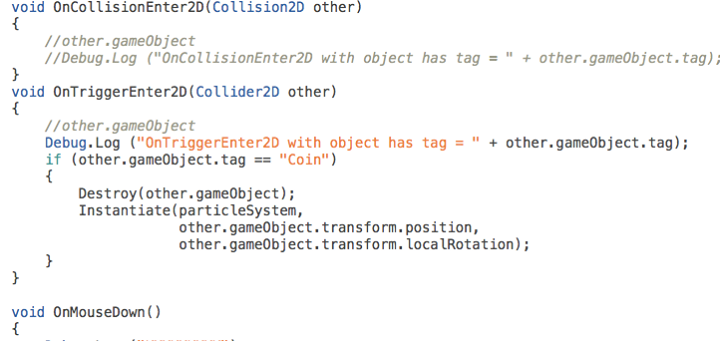 void OnCollisionEnter2D(Collision2D other)
{
    //other.gameObject
    //Debug.Log ("OnCollisionEnter2D with object has tag = " + other.gameObject.tag);
}
void OnTriggerEnter2D(Collider2D other)
{
    //other.gameObject
    Debug.Log ("OnTriggerEnter2D with object has tag = " + other.gameObject.tag);
    if (other.gameObject.tag == "Coin")
    {
        Destroy(other.gameObject);
        Instantiate(particleSystem,
                    other.gameObject.transform.position,
                    other.gameObject.transform.localRotation);
    }
}

void OnMouseDown()
{